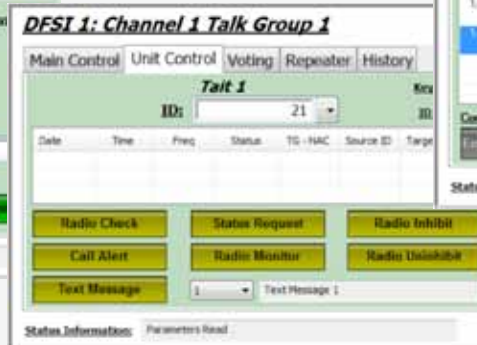 DFSI 1: Channel 1 Talk Group 1
Main Control Unit Control Voting Repeater History
Tait 1
ID: 21
Date Time Freq Status TG - NAC Source ID Targe
Radio Check Status Request Radio Inhibit
Call Alert Radio Monitor Radio Uninhibit
Text Message 1 Text Message 1
Status Information: Parameters Read